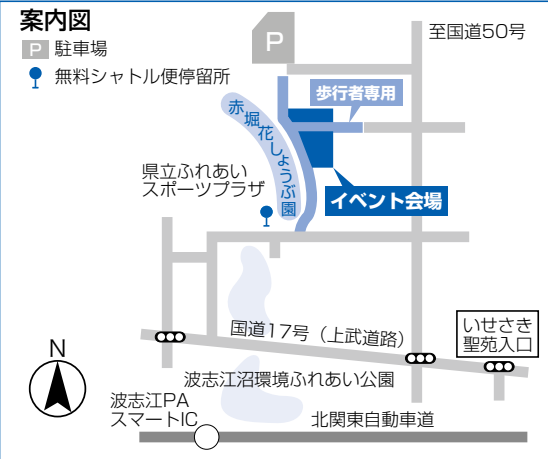 案内図
P 駐車場
無料シャトル便停留所
P
至国道50号
歩行者専用
赤堀花しょうぶ園
県立ふれあい
スポーツプラザ
イベント会場
国道17号（上武道路）
いせさき
聖苑入口
N
波志江沼環境ふれあい公園
波志江PA
スマートIC
北関東自動車道